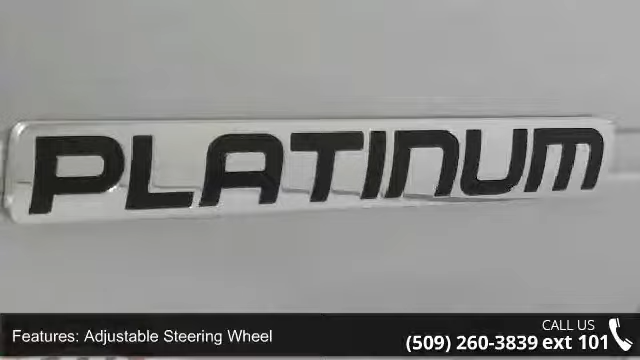 PLATINUM
Features: Adjustable Steering Wheel
CALL US
(509) 260-3839 ext 101